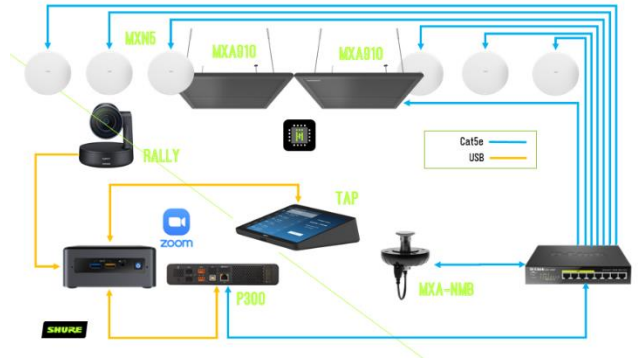 MXN5
MXA910
MXA910
Cat5e
USB
RALLY
TAP
zoom
P300
MXA-NMB
SHURE